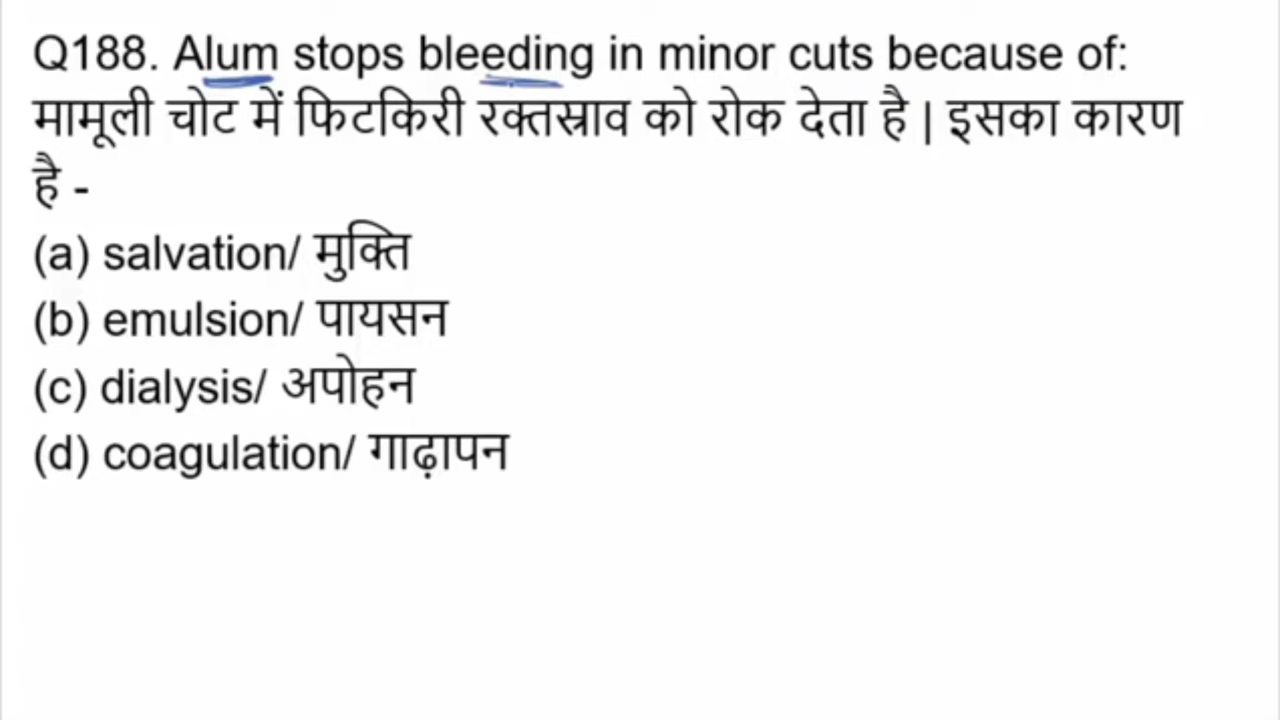 Q188. Alum stops bleeding in minor cuts because of:
मामूली चोट में फिटकिरी रक्तस्राव को रोक देता है | इसका कारण
है -
(a) salvation/ मुक्ति
(b) emulsion/ पायसन
(c) dialysis/ अपोहन
(d) coagulation/ गाढ़ापन